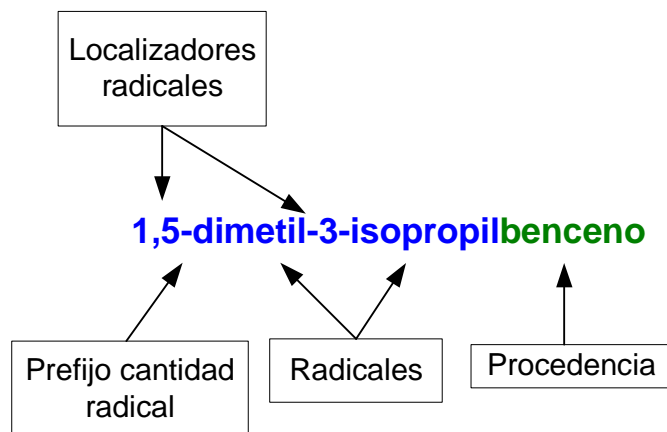 Localizadores
radicales
1,5-dimetil-3-isopropilbenceno
Prefijo cantidad
radical
Radicales
Procedencia